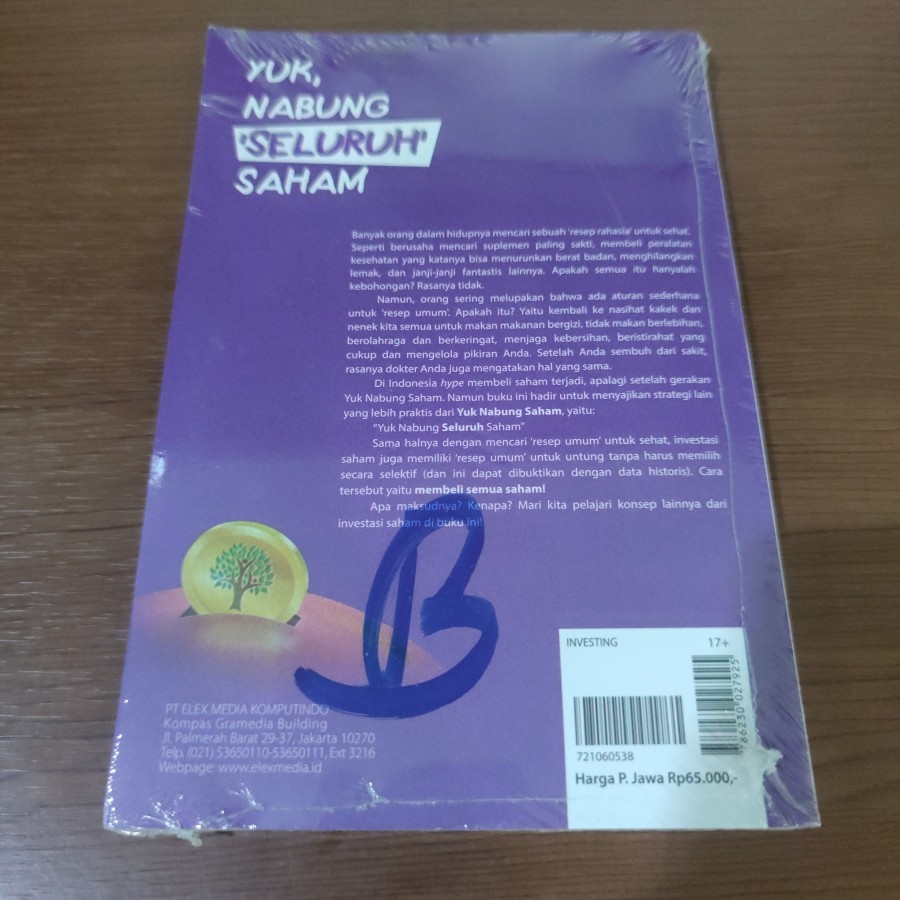 YUK,
NABUNG
'SELURUH'
SAHAM
Banyak orang dalam hidupnya mencari sebuah 'resep rahasia' untuk sehat.
Seperti berusaha mencari suplemen paling sakti, membeli peralatan
kesehatan yang katanya bisa menurunkan berat badan, menghilangkan
lemak, dan janji-janji fantastis lainnya. Apakah semua itu hanyalah
kebohongan? Rasanya tidak.
Namun, orang sering melupakan bahwa ada aturan sederhana
untuk 'resep umum'. Apakah itu? Yaitu kembali ke nasihat kakek dan
nenek kita semua untuk makan makanan bergizi, tidak makan berlebihan,
berolahraga dan berkeringat, menjaga kebersihan, beristirahat yang
cukup dan mengelola pikiran Anda. Setelah Anda sembuh dari sakit,
rasanya dokter Anda juga mengatakan hal yang sama.
Di Indonesia hype membeli saham terjadi, apalagi setelah gerakan
Yuk Nabung Saham. Namun buku ini hadir untuk menyajikan strategi lain
yang lebih praktis dari Yuk Nabung Saham, yaitu:
"Yuk Nabung Seluruh Saham"
Sama halnya dengan mencari 'resep umum' untuk sehat, investasi
saham juga memiliki 'resep umum' untuk untung tanpa harus memilih
secara selektif (dan ini dapat dibuktikan dengan data historis). Cara
tersebut yaitu membeli semua saham!
Apa maksudnya? Kenapa? Mari kita pelajari konsep lainnya dari
investasi saham di buku ini!
B
PT ELEX MEDIA KOMPUTINDO
Kompas Gramedia Building
Jl. Palmerah Barat 29-37, Jakarta 10270
Telp. (021) 53650110-53650111, Ext 3216
Webpage: www.elexmedia.id
INVESTING 17+
721060538
786230 027925
Harga P. Jawa Rp65.000,-